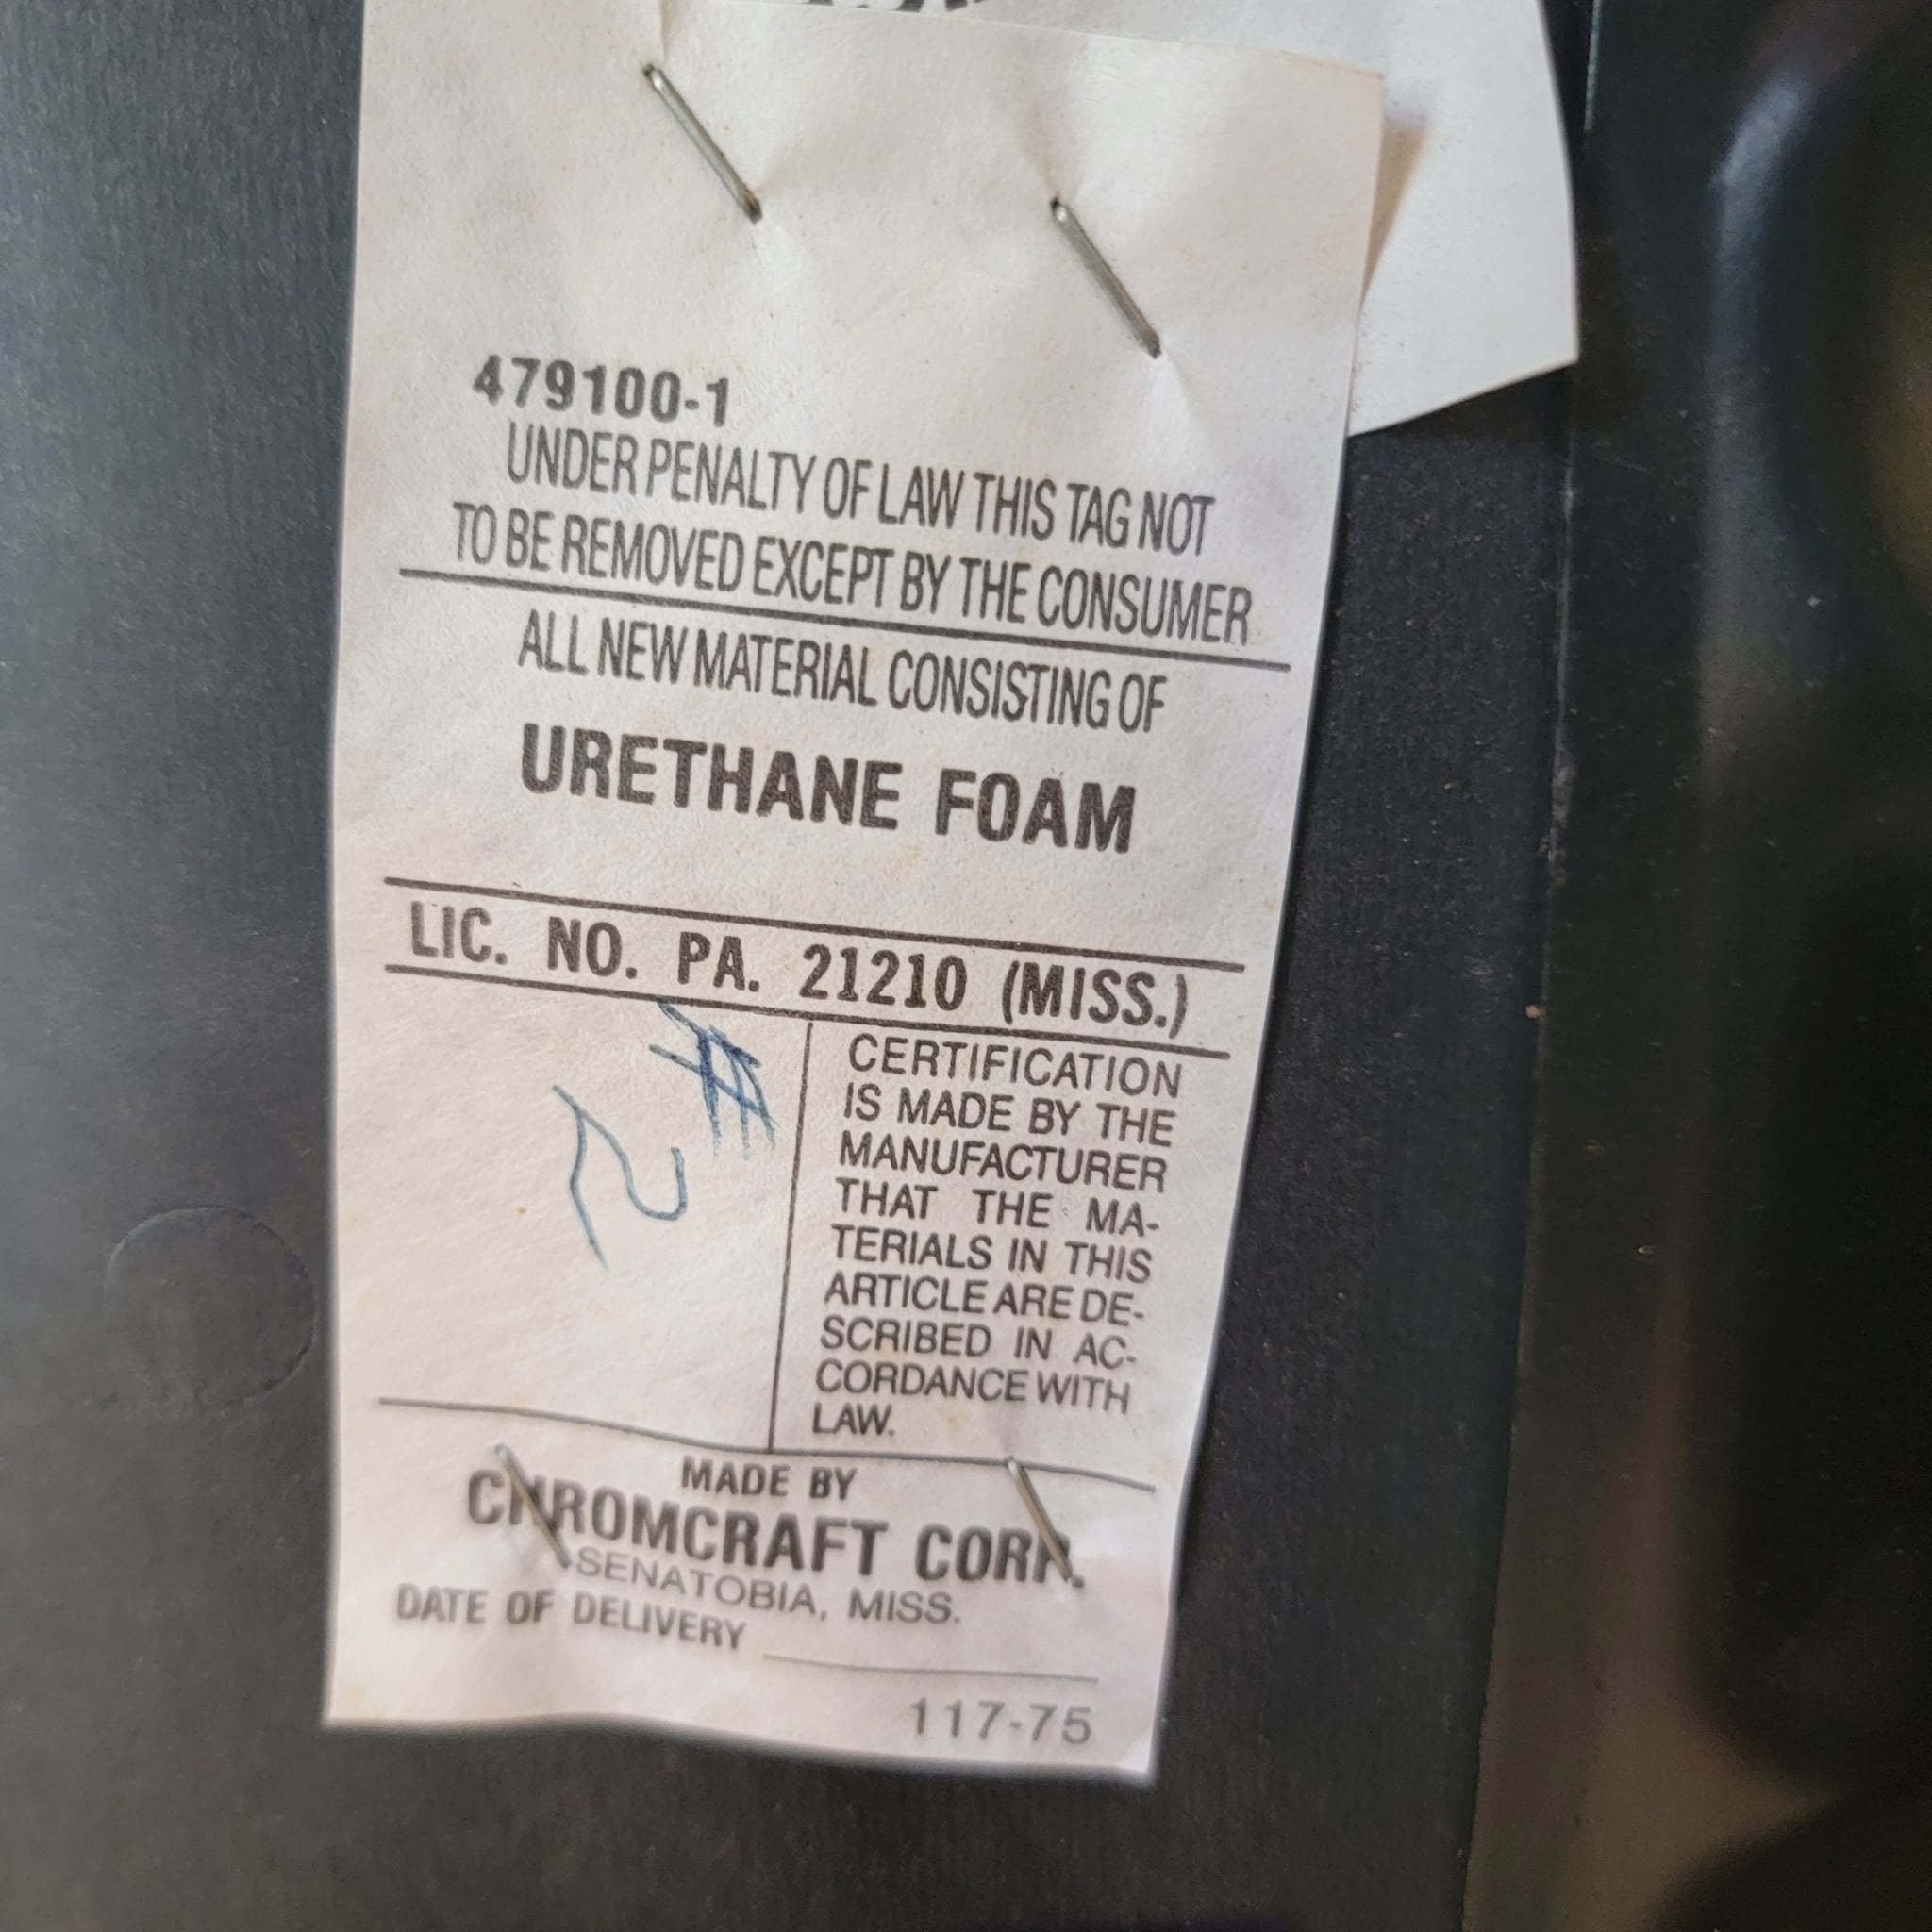 479100-1
UNDER PENALTY OF LAW THIS TAG NOT
TO BE REMOVED EXCEPT BY THE CONSUMER
ALL NEW MATERIAL CONSISTING OF
URETHANE FOAM
LIC. NO. PA. 21210 (MISS.)
#2
CERTIFICATION
IS MADE BY THE
MANUFACTURER
THAT THE MA-
TERIALS IN THIS
ARTICLE ARE DE-
SCRIBED IN AC-
CORDANCE WITH
LAW.
MADE BY
CHROMCRAFT CORP.
SENATOBIA, MISS.
DATE OF DELIVERY
117-75